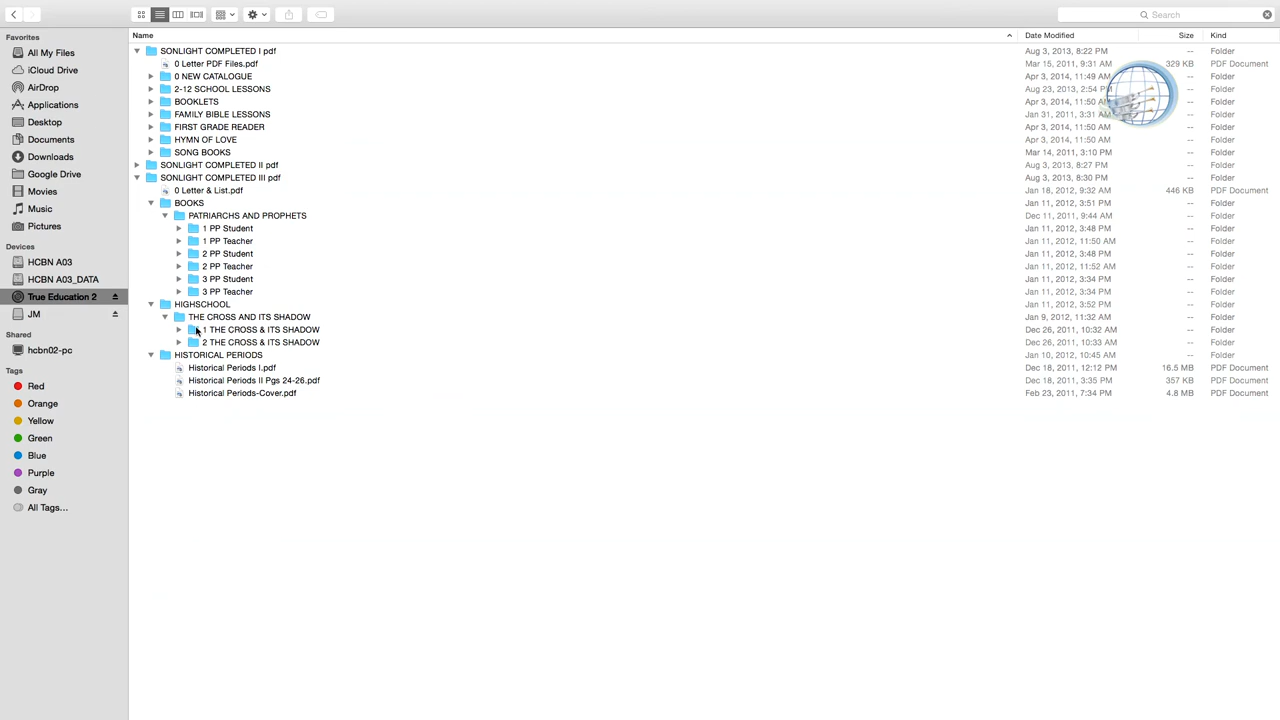 Search
Favorites
All My Files
iCloud Drive
AirDrop
Applications
Desktop
Documents
Downloads
Google Drive
Movies
Music
Pictures
Devices
HCBN A03
HCBN A03_DATA
True Education 2
JM
Shared
hcbn02-pc
Tags
Red
Orange
Yellow
Green
Blue
Purple
Gray
All Tags...
Name Date Modified Size Kind
SONLIGHT COMPLETED I pdf Aug 3, 2013, 8:22 PM -- Folder
0 Letter PDF Files.pdf Mar 15, 2011, 9:31 AM 329 KB PDF Document
0 NEW CATALOGUE Apr 3, 2014, 11:49 AM Folder
2-12 SCHOOL LESSONS Aug 23, 2013, 2:54 Folder
BOOKLETS Apr 3, 2014, 11:50 Folder
FAMILY BIBLE LESSONS Jan 31, 2011, 3:31 AM Folder
FIRST GRADE READER Apr 3, 2014, 11:50 AM -- Folder
HYMN OF LOVE Apr 3, 2014, 11:50 AM -- Folder
SONG BOOKS Mar 14, 2011, 3:10 PM -- Folder
SONLIGHT COMPLETED II pdf Aug 3, 2013, 8:27 PM -- Folder
SONLIGHT COMPLETED III pdf Aug 3, 2013, 8:30 PM -- Folder
0 Letter & List.pdf Jan 18, 2012, 9:32 AM 446 KB PDF Document
BOOKS Jan 11, 2012, 3:51 PM -- Folder
PATRIARCHS AND PROPHETS Dec 11, 2011, 9:44 AM -- Folder
1 PP Student Jan 11, 2012, 3:48 PM -- Folder
1 PP Teacher Jan 11, 2012, 11:50 AM -- Folder
2 PP Student Jan 11, 2012, 3:48 PM -- Folder
2 PP Teacher Jan 11, 2012, 11:52 AM -- Folder
3 PP Student Jan 11, 2012, 3:34 PM -- Folder
3 PP Teacher Jan 11, 2012, 3:34 PM -- Folder
HIGHSCHOOL Jan 11, 2012, 3:52 PM -- Folder
THE CROSS AND ITS SHADOW Jan 9, 2012, 11:32 AM -- Folder
1 THE CROSS & ITS SHADOW Dec 26, 2011, 10:32 AM -- Folder
2 THE CROSS & ITS SHADOW Dec 26, 2011, 10:33 AM -- Folder
HISTORICAL PERIODS Jan 10, 2012, 10:45 AM -- Folder
Historical Periods I.pdf Dec 18, 2011, 12:12 PM 16.5 MB PDF Document
Historical Periods II Pgs 24-26.pdf Dec 18, 2011, 3:35 PM 357 KB PDF Document
Historical Periods-Cover.pdf Feb 23, 2011, 7:34 PM 4.8 MB PDF Document